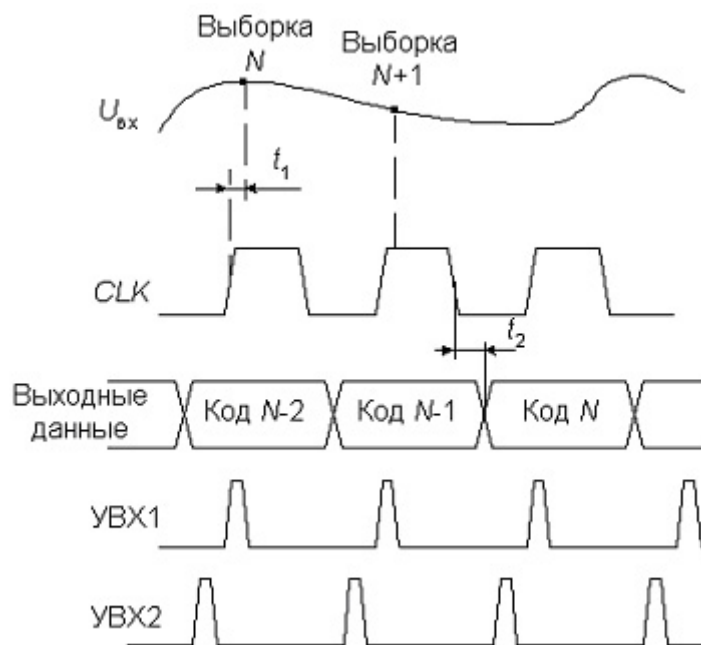 Выборка
N
Выборка
N+1
Uвх
t1
CLK
t2
Выходные
данные
Код N-2
Код N-1
Код N
УВХ1
УВХ2